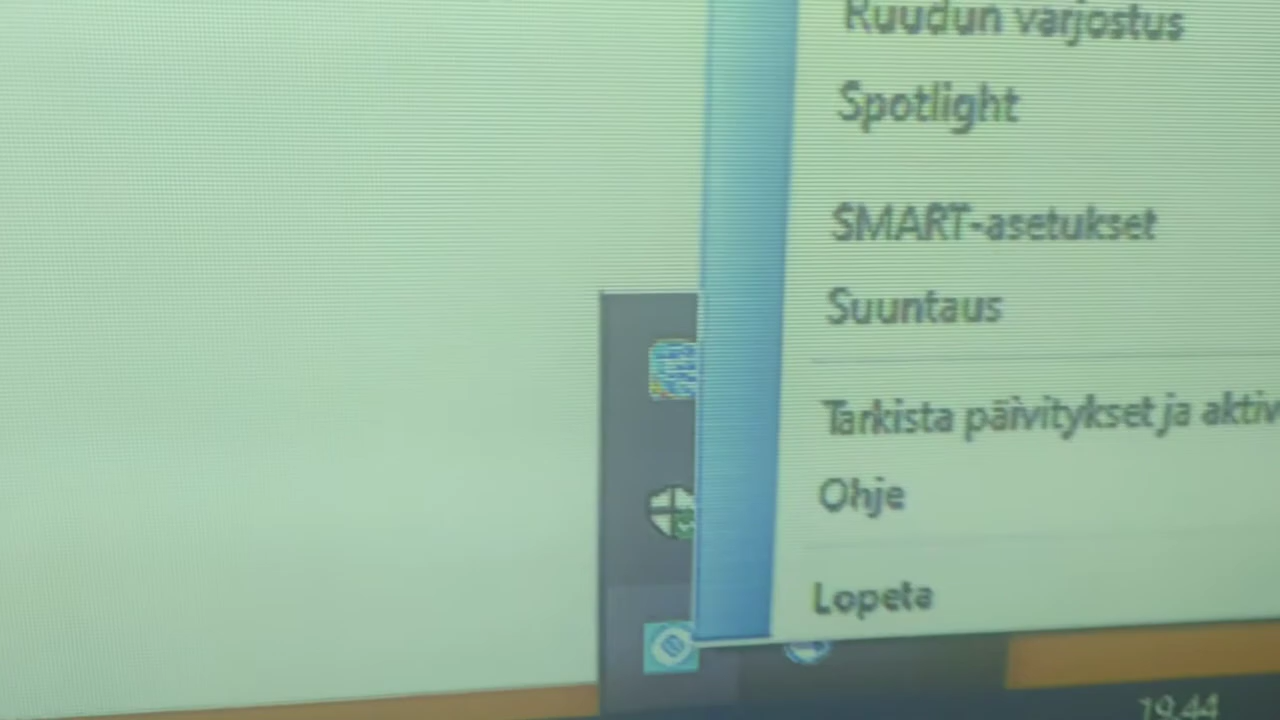 Ruudun varjostus
Spotlight
SMART-asetukset
Suuntaus
Tarkista päivitykset ja aktiv
Ohje
Lopeta
19.44